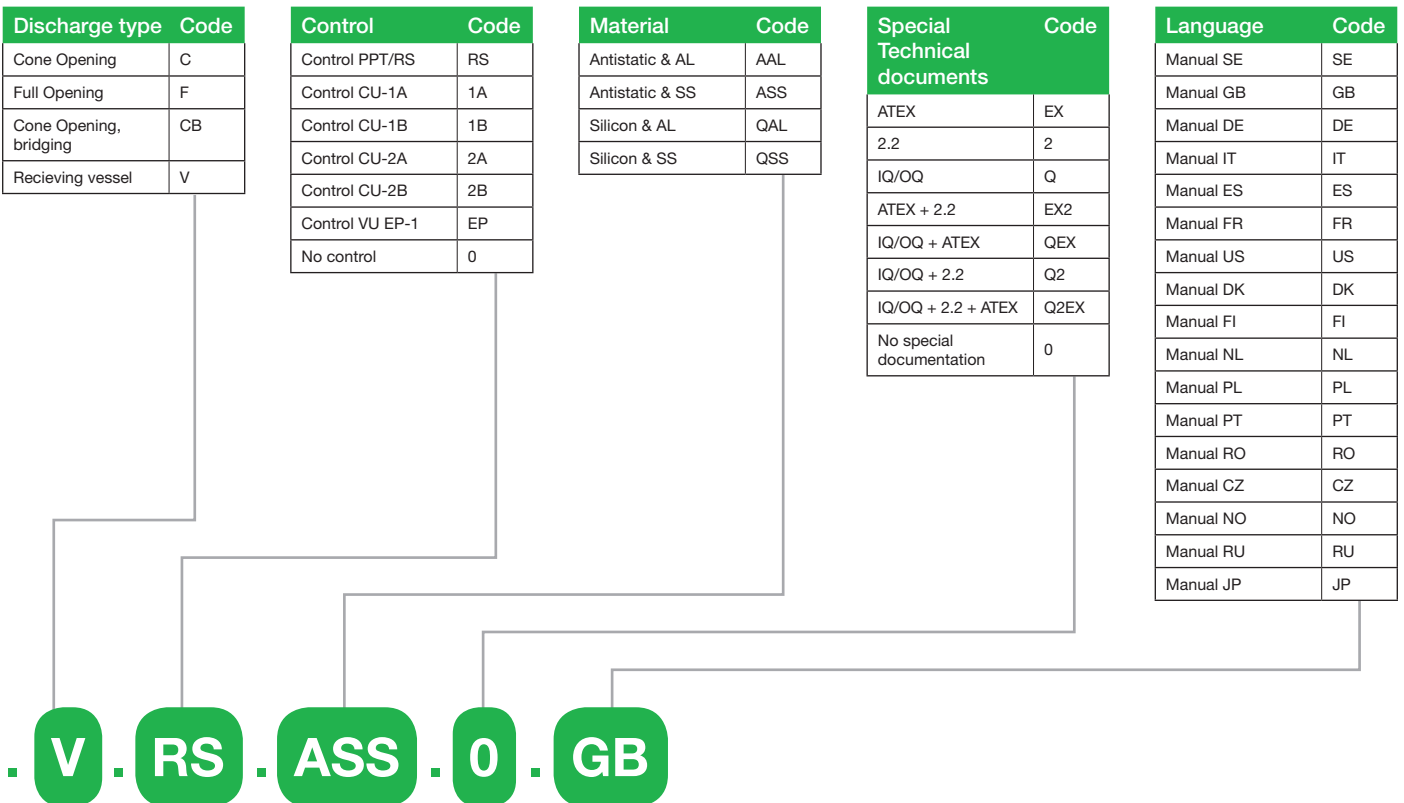 Discharge type Code
Cone Opening C
Full Opening F
Cone Opening, CB
bridging
Recieving vessel V
Control Code
Control PPT/RS RS
Control CU-1A 1A
Control CU-1B 1B
Control CU-2A 2A
Control CU-2B 2B
Control VU EP-1 EP
No control 0
Material Code
Antistatic & AL AAL
Antistatic & SS ASS
Silicon & AL QAL
Silicon & SS QSS
Special Code
Technical
documents
ATEX EX
2.2 2
IQ/OQ Q
ATEX + 2.2 EX2
IQ/OQ + ATEX QEX
IQ/OQ + 2.2 Q2
IQ/OQ + 2.2 + ATEX Q2EX
No special 0
documentation
Language Code
Manual SE SE
Manual GB GB
Manual DE DE
Manual IT IT
Manual ES ES
Manual FR FR
Manual US US
Manual DK DK
Manual FI FI
Manual NL NL
Manual PL PL
Manual PT PT
Manual RO RO
Manual CZ CZ
Manual NO NO
Manual RU RU
Manual JP JP
. V . RS . ASS . 0 . GB